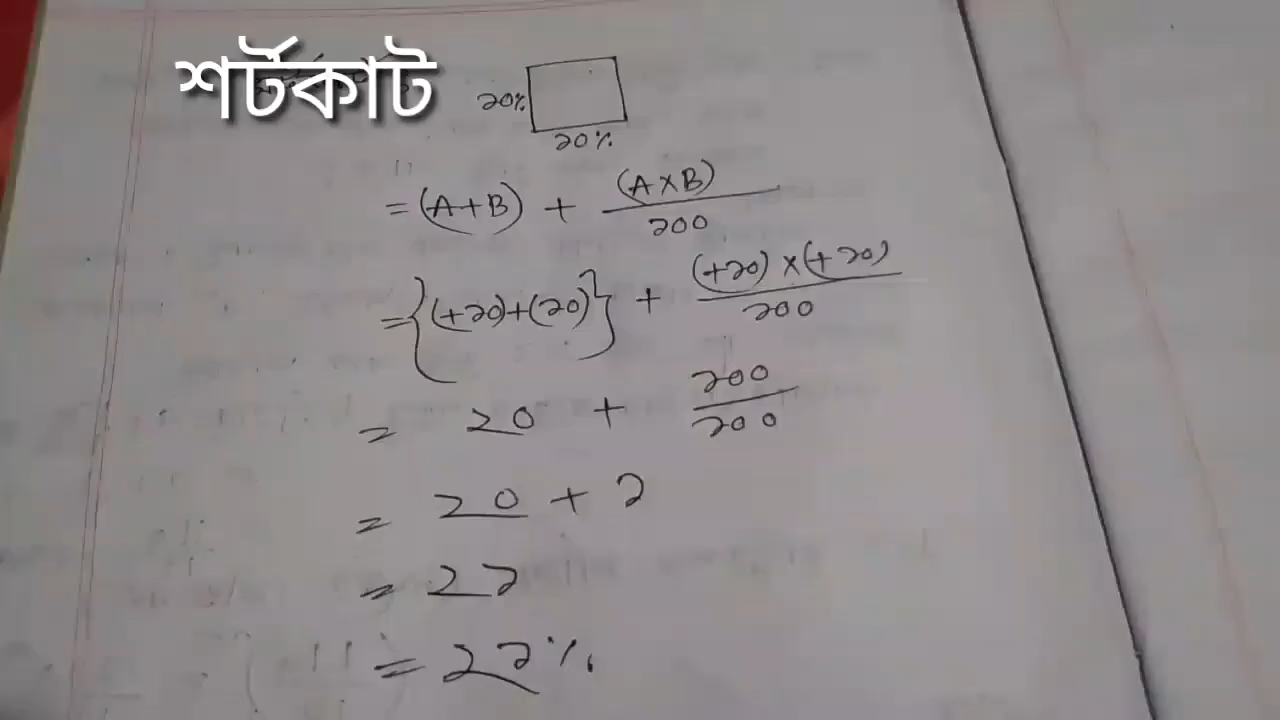 শর্টকাট
১০%
১০%
= (A+B) + (A×B)/১০০
= {(+১০)+(১০)} + (+১০)×(+১০)/১০০
= ২০ + ১০০/১০০
= ২০ + ১
= ২১
= ২১%